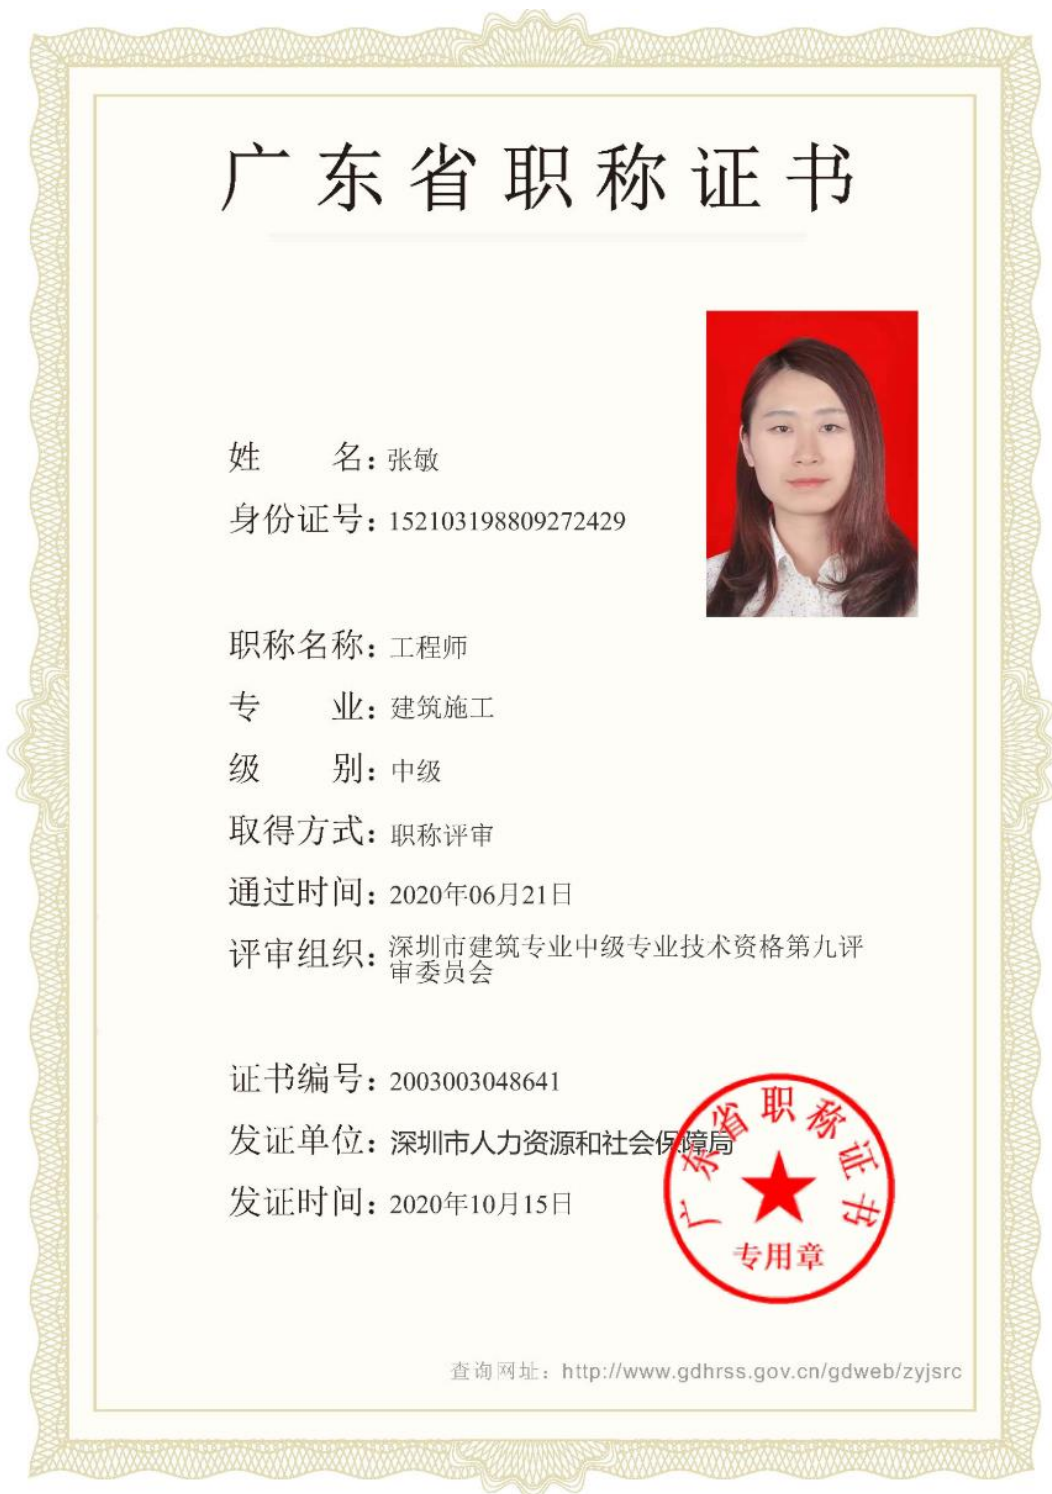 广东省职称证书
姓 名：张敏
身份证号：152103198809272429
职称名称：工程师
专 业：建筑施工
级 别：中级
取得方式：职称评审
通过时间：2020年06月21日
评审组织：深圳市建筑专业中级专业技术资格第九评
审委员会
证书编号：2003003048641
发证单位：深圳市人力资源和社会保障局
发证时间：2020年10月15日
广东省职称证书
专用章
查询网址：http://www.gdhrss.gov.cn/gdweb/zyjsrc